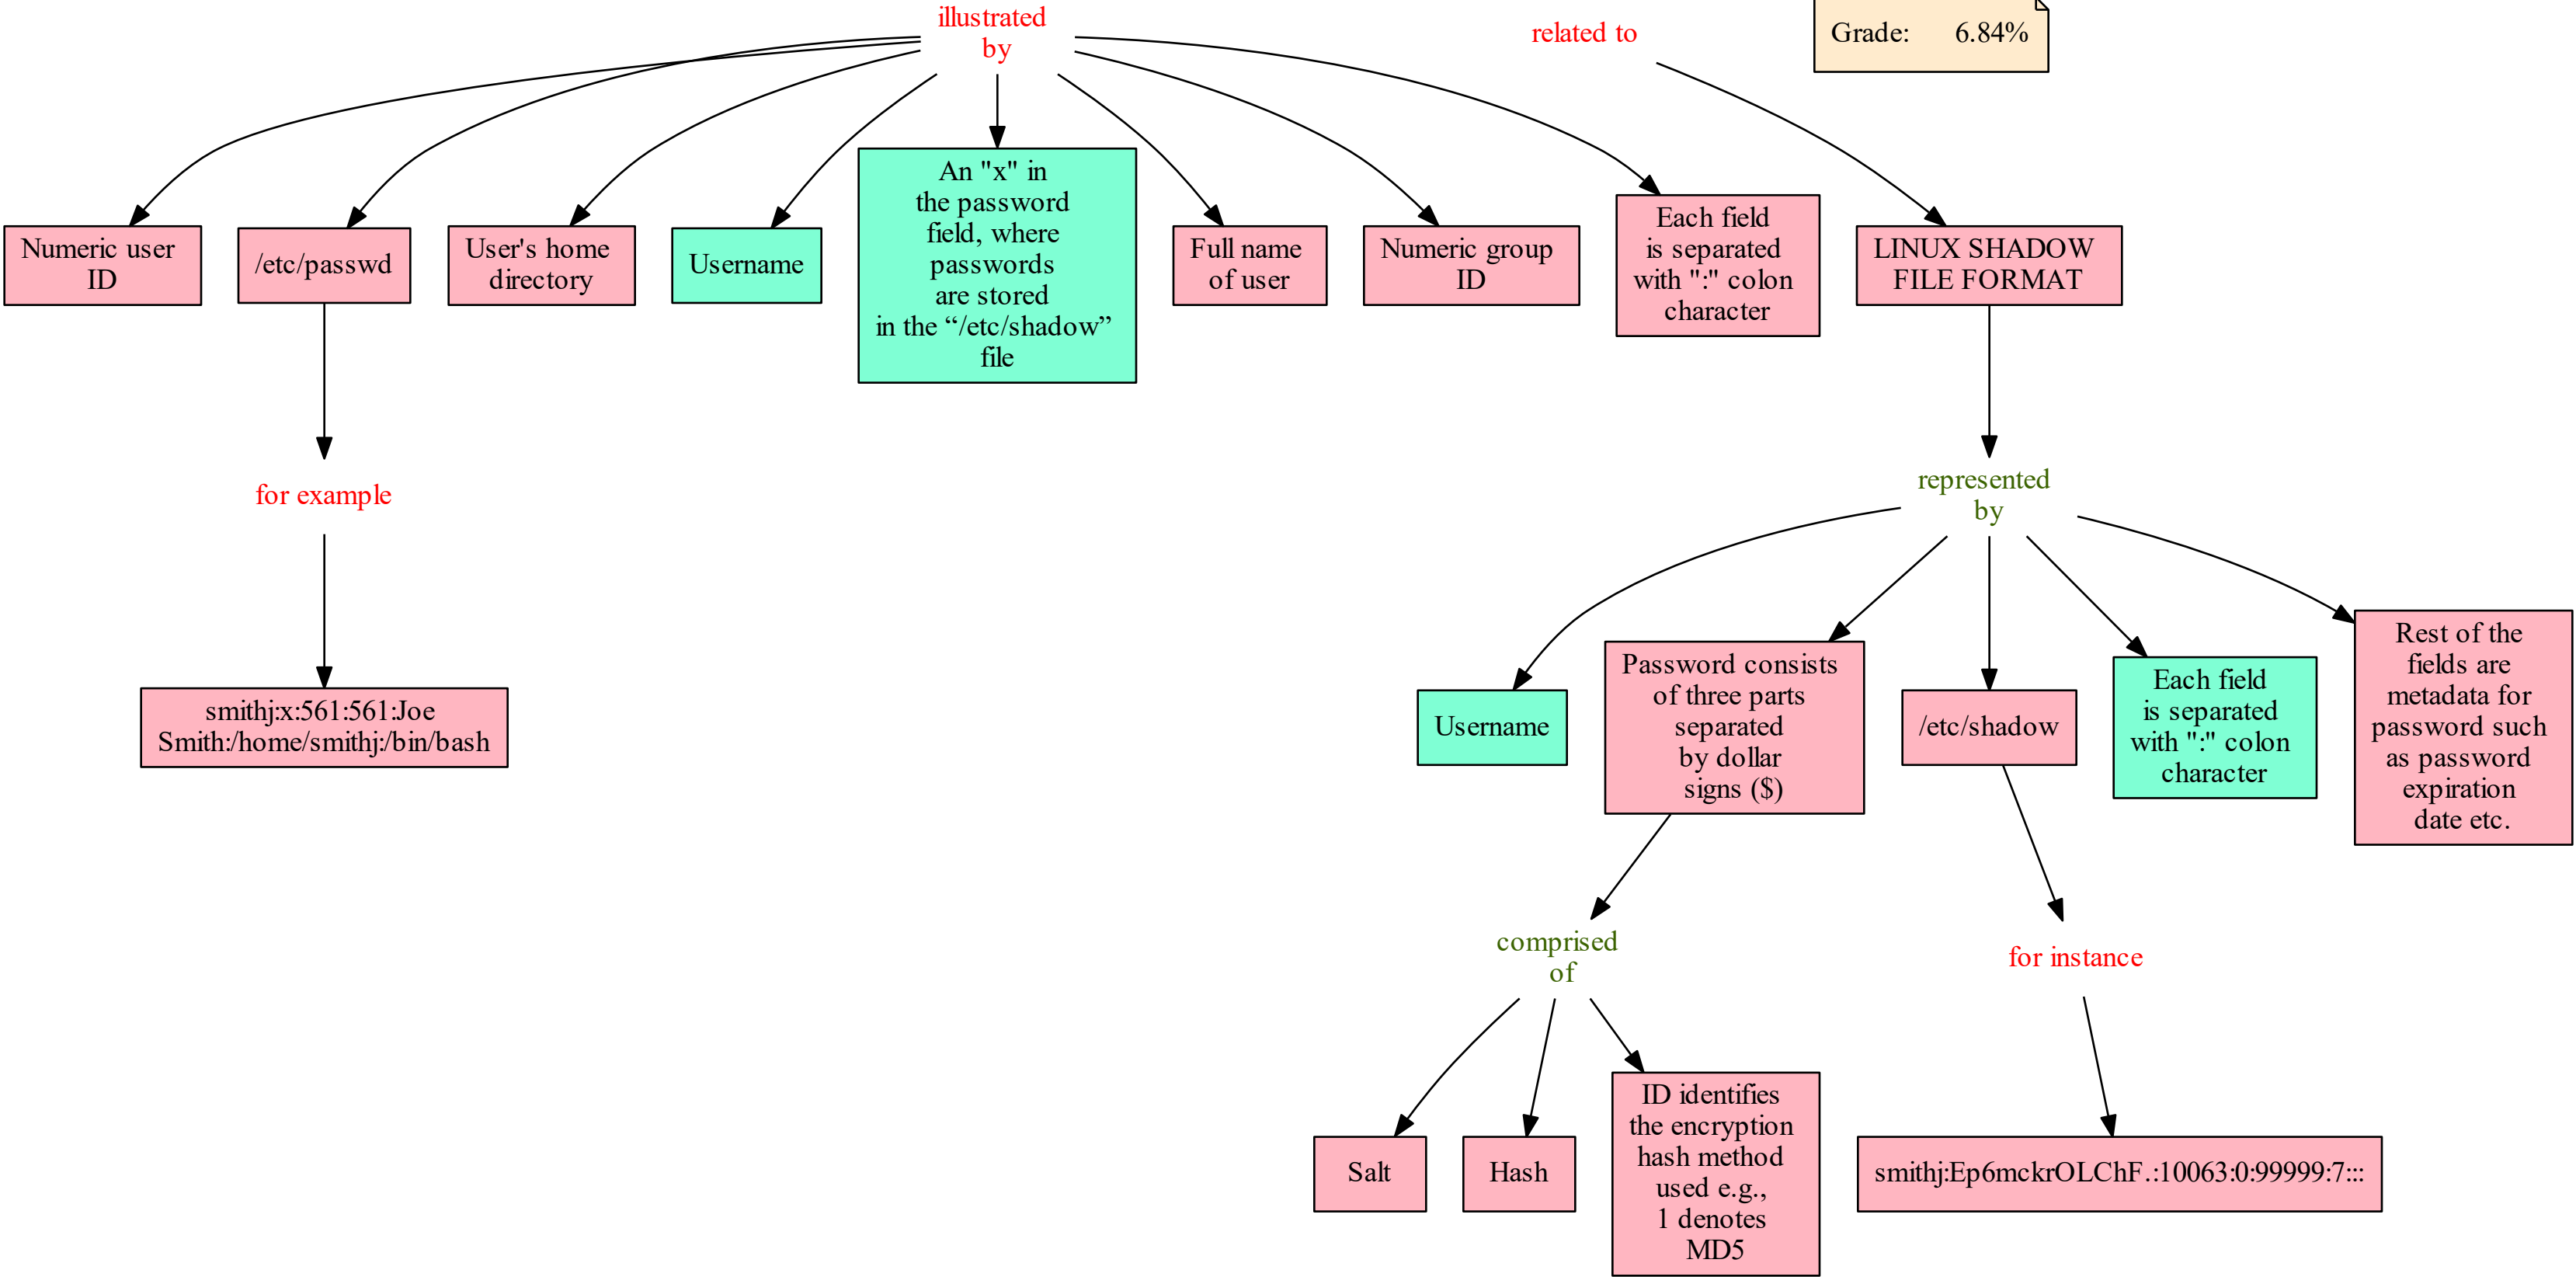 illustrated
by
related to
Grade: 6.84%
Numeric user
ID
/etc/passwd
User's home
directory
Username
An "x" in
the password
field, where
passwords
are stored
in the “/etc/shadow”
file
Full name
of user
Numeric group
ID
Each field
is separated
with ":" colon
character
LINUX SHADOW
FILE FORMAT
for example
represented
by
smithj:x:561:561:Joe
Smith:/home/smithj:/bin/bash
Username
Password consists
of three parts
separated
by dollar
signs ($)
/etc/shadow
Each field
is separated
with ":" colon
character
Rest of the
fields are
metadata for
password such
as password
expiration
date etc.
comprised
of
for instance
Salt
Hash
ID identifies
the encryption
hash method
used e.g.,
1 denotes
MD5
smithj:Ep6mckrOLChF.:10063:0:99999:7:::